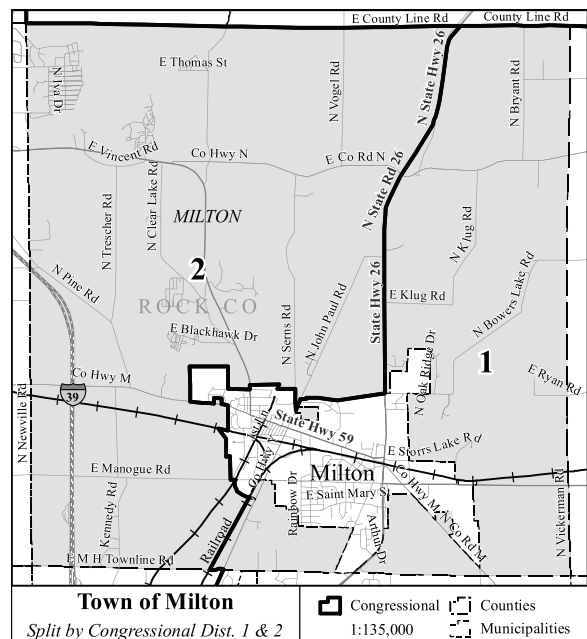 E County Line Rd
County Line Rd
N Iva Dr
E Thomas St
N Vogel Rd
N State Hwy 26
N Bryant Rd
E Vincent Rd
Co Hwy N
E Co Rd N
N State Rd 26
N Trescher Rd
N Clear Lake Rd
MILTON
N Klug Rd
2
N Pine Rd
ROCK CO
N Serns Rd
N John Paul Rd
State Hwy 26
E Klug Rd
N Bowers Lake Rd
E Blackhawk Dr
1
N Oak Ridge Dr
Co Hwy M
E Ryan Rd
39
N Newville Rd
State Hwy 59
E Storrs Lake Rd
E Manogue Rd
Milton
Co Hwy Y
Rainbow Dr
E Saint Mary St
Co Hwy M
N Co Rd M
Kennedy Rd
Railroad
Arthur Dr
N Vickerman Rd
E M H Townline Rd
Town of Milton
Split by Congressional Dist. 1 & 2
Congressional
Counties
1:135,000
Municipalities